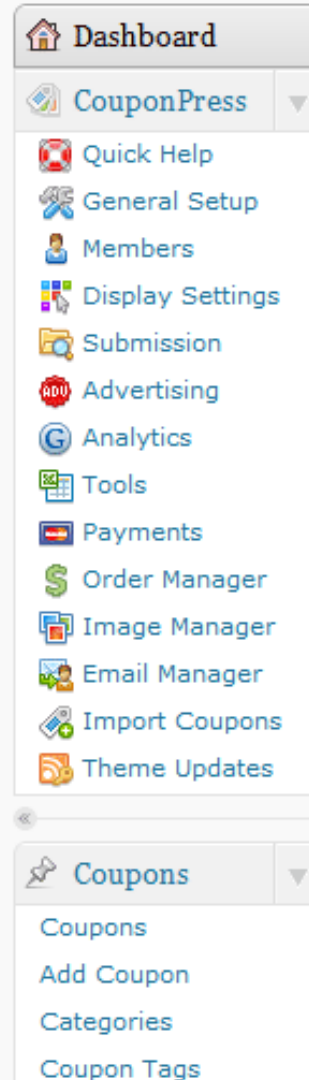 Dashboard
CouponPress
Quick Help
General Setup
Members
Display Settings
Submission
ADV Advertising
G Analytics
Tools
Payments
$ Order Manager
Image Manager
Email Manager
Import Coupons
Theme Updates
Coupons
Coupons
Add Coupon
Categories
Coupon Tags